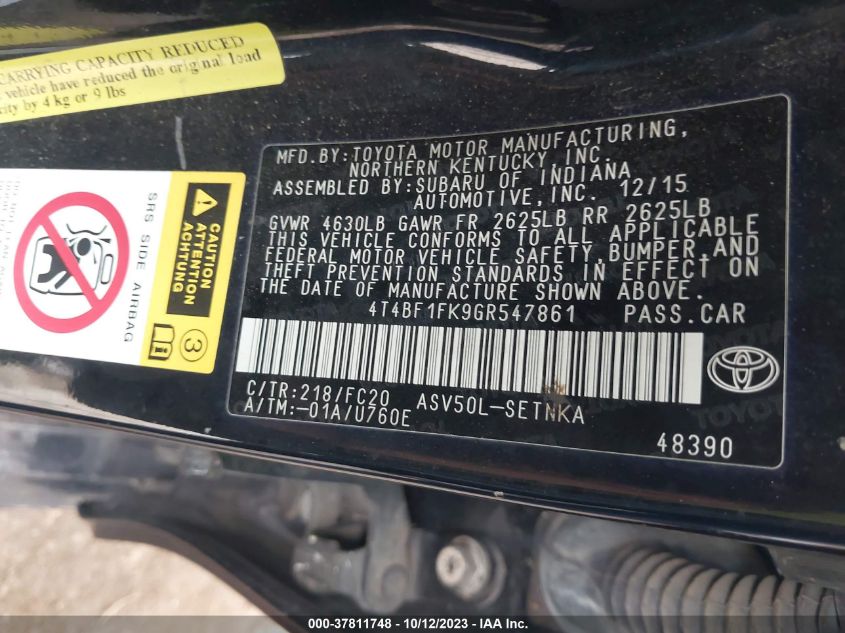 CARRYING CAPACITY REDUCED
vehicle have reduced the original load
city by 4 kg or 9 lbs
SRS SIDE AIRBAG
CAUTION
ATTENTION
ACHTUNG
3
MFD.BY:TOYOTA MOTOR MANUFACTURING,
NORTHERN KENTUCKY,INC.
ASSEMBLED BY:SUBARU OF INDIANA
AUTOMOTIVE,INC. 12/15
GVWR 4630LB GAWR FR 2625LB RR 2625LB
THIS VEHICLE CONFORMS TO ALL APPLICABLE
FEDERAL MOTOR VEHICLE SAFETY,BUMPER,AND
THEFT PREVENTION STANDARDS IN EFFECT ON
THE DATE OF MANUFACTURE SHOWN ABOVE.
4T4BF1FK9GR547861 PASS.CAR
C/TR:218/FC20 ASV50L-SETNKA
A/TM:-01A/U760E
48390
000-37811748 - 10/12/2023 - IAA Inc.